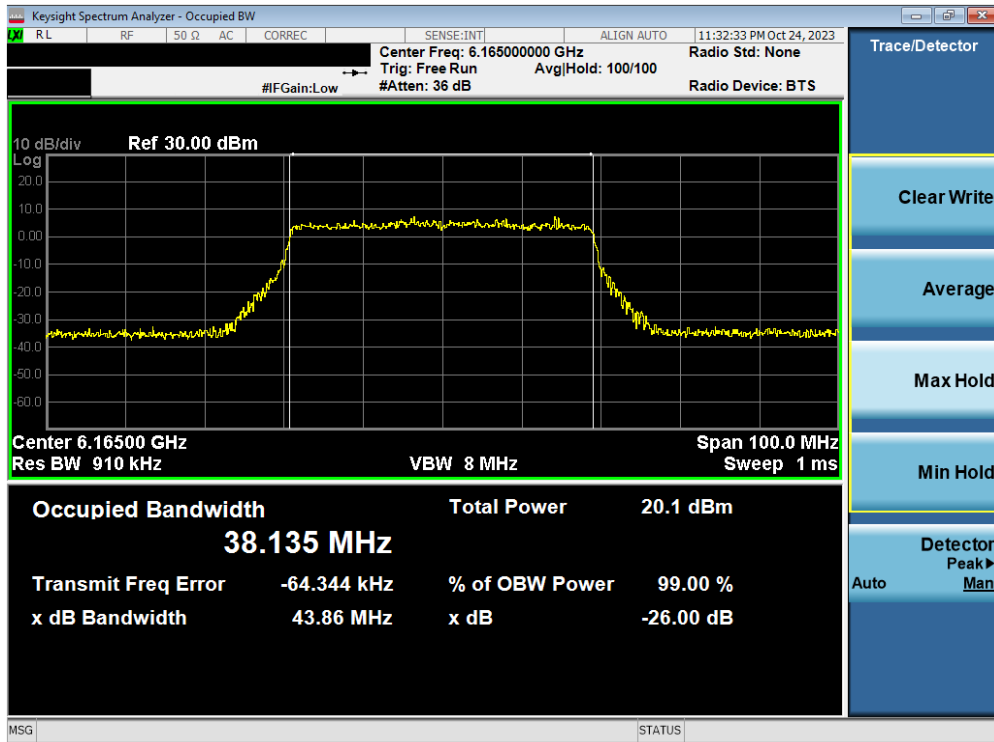 Keysight Spectrum Analyzer - Occupied BW
LXI RL RF 50 Ω AC CORREC SENSE:INT ALIGN AUTO 11:32:33 PM Oct 24, 2023
Center Freq: 6.165000000 GHz Radio Std: None
Trig: Free Run Avg|Hold: 100/100
#IFGain:Low #Atten: 36 dB Radio Device: BTS
10 dB/div Ref 30.00 dBm
Log
20.0
10.0
0.00
-10.0
-20.0
-30.0
-40.0
-50.0
-60.0
Center 6.16500 GHz Span 100.0 MHz
Res BW 910 kHz VBW 8 MHz Sweep 1 ms
Occupied Bandwidth Total Power 20.1 dBm
38.135 MHz
Transmit Freq Error -64.344 kHz % of OBW Power 99.00 %
x dB Bandwidth 43.86 MHz x dB -26.00 dB
MSG STATUS
Trace/Detector
Clear Write
Average
Max Hold
Min Hold
Detector
Peak▶
Auto Man